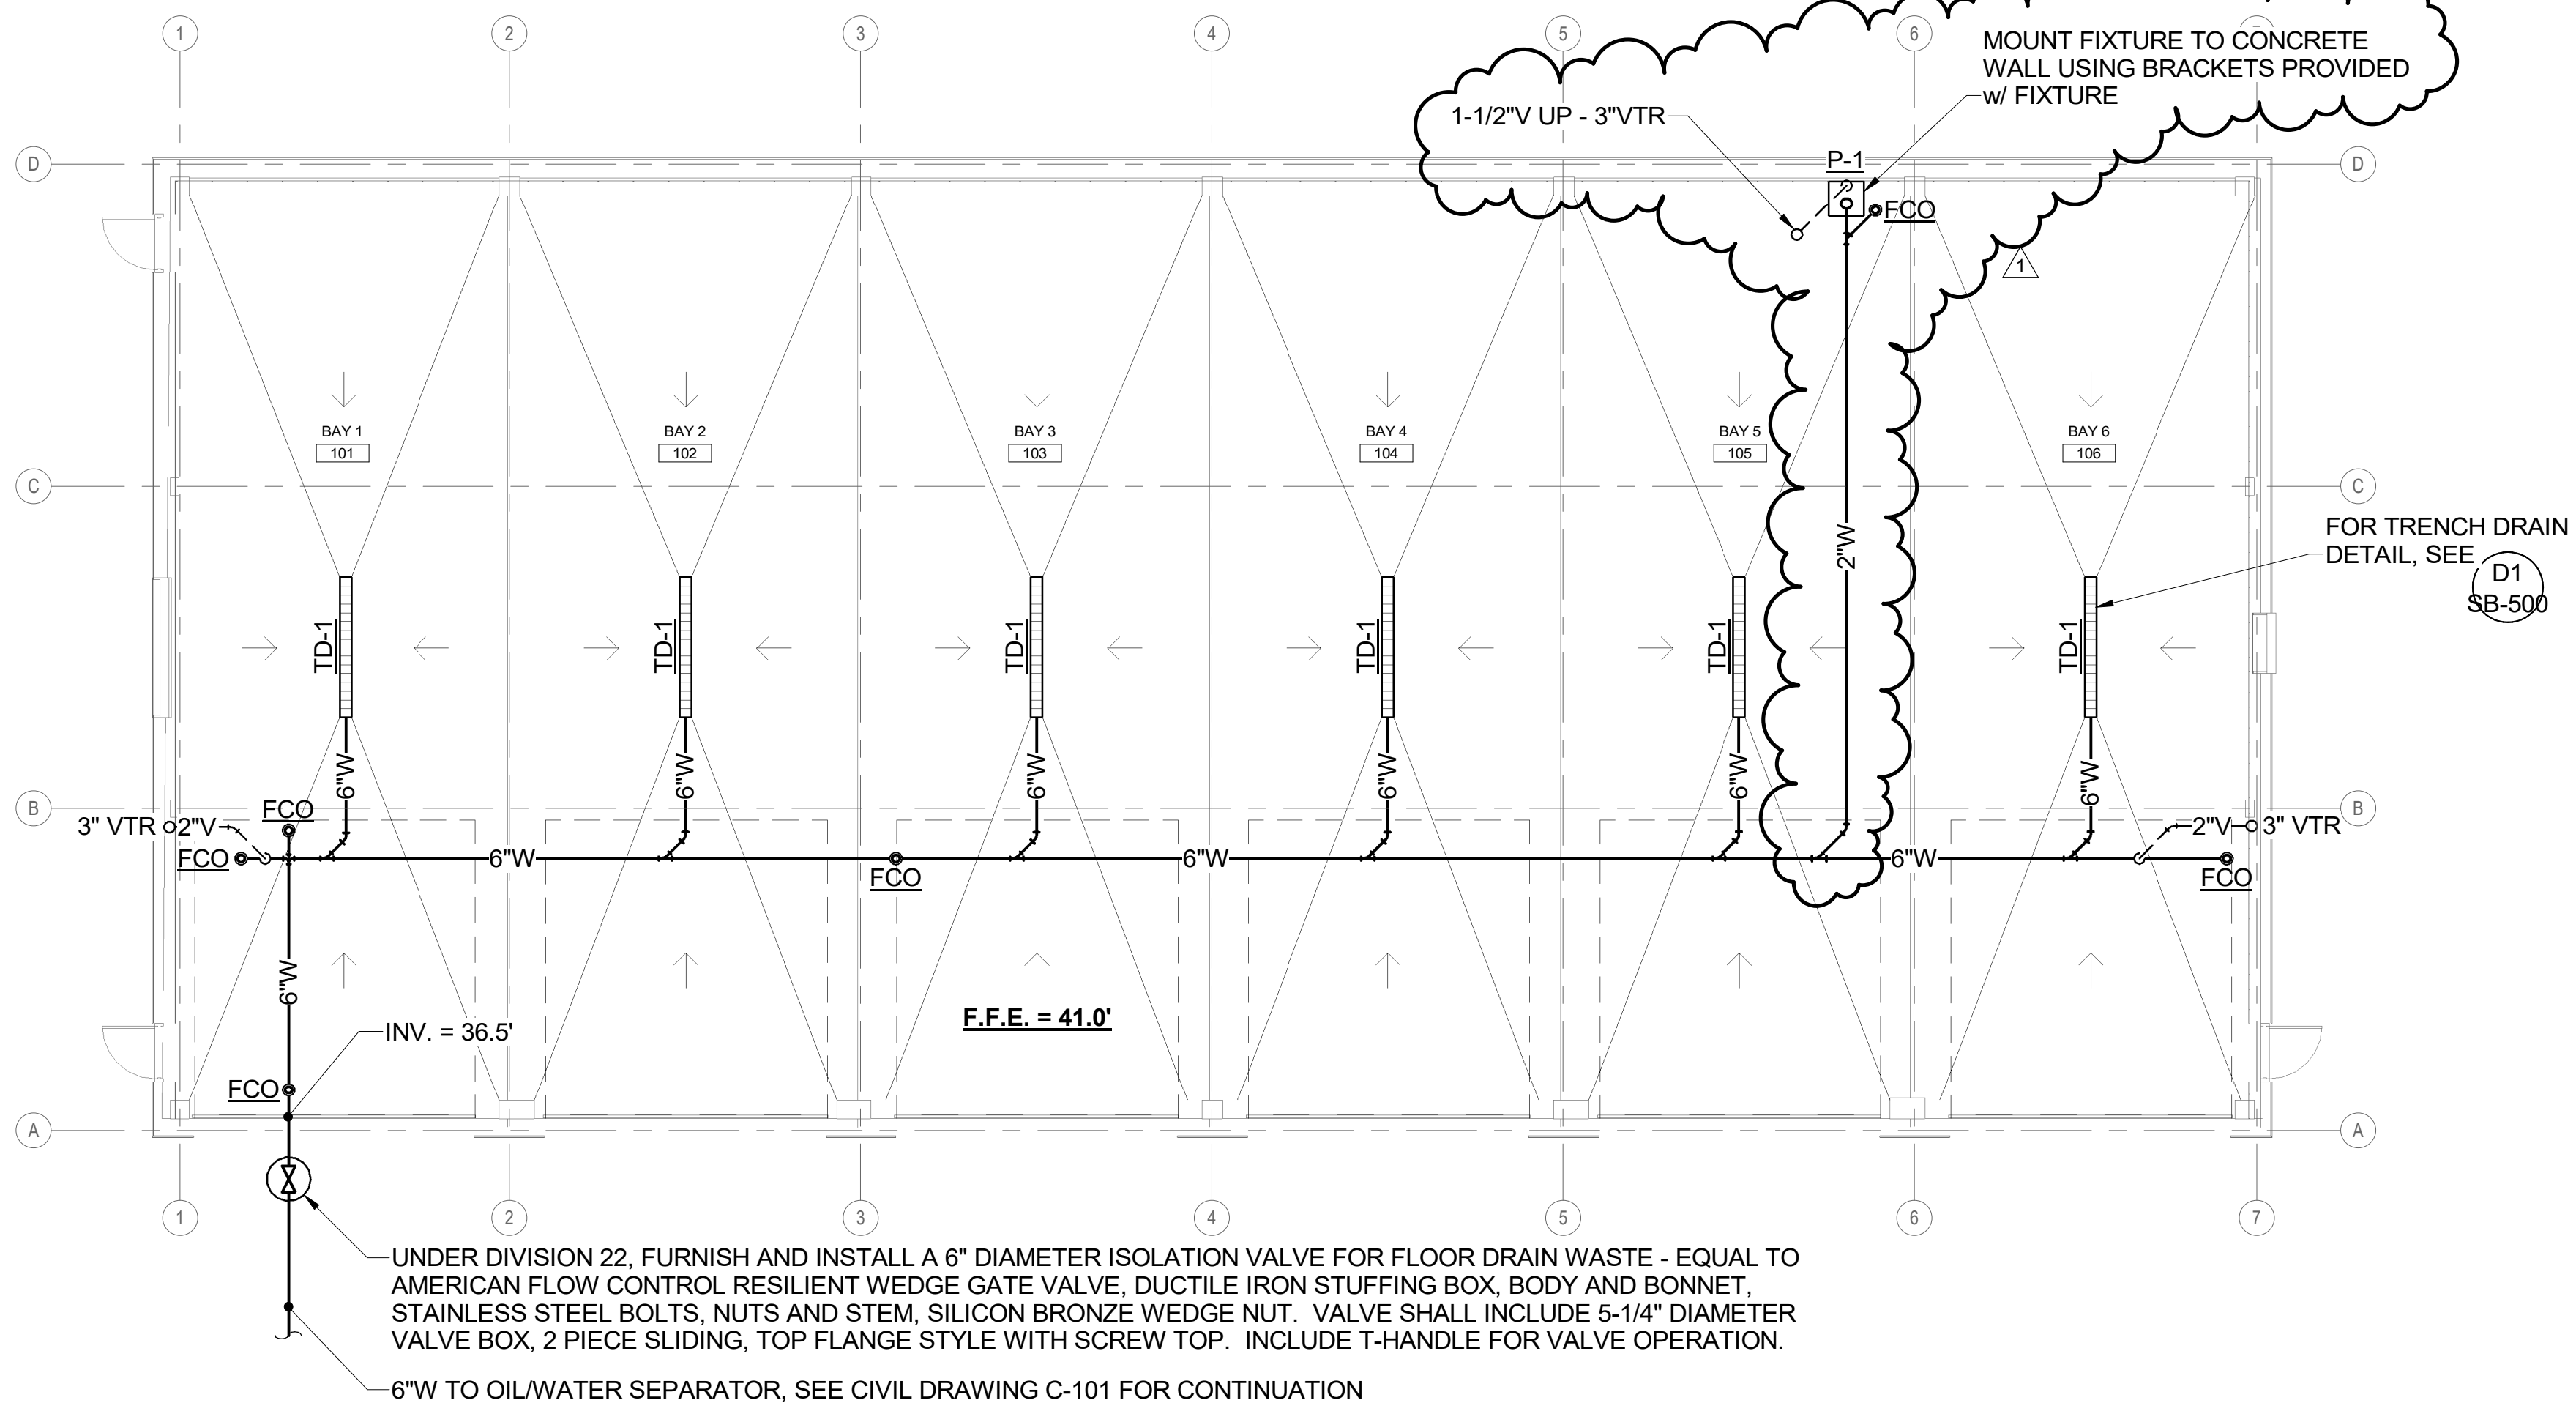 1
2
3
4
5
6
7
MOUNT FIXTURE TO CONCRETE
WALL USING BRACKETS PROVIDED
w/ FIXTURE
1-1/2"V UP - 3"VTR
D
P-1
D
FCO
1
BAY 1
101
BAY 2
102
BAY 3
103
BAY 4
104
BAY 5
105
BAY 6
106
C
C
FOR TRENCH DRAIN
DETAIL, SEE
D1
SB-500
2"W
TD-1
TD-1
TD-1
TD-1
TD-1
TD-1
6"W
6"W
6"W
6"W
6"W
6"W
B
B
FCO
3" VTR
2"V
2"V
3" VTR
FCO
6"W
6"W
6"W
FCO
FCO
6"W
F.F.E. = 41.0'
INV. = 36.5'
FCO
A
A
1
2
3
4
5
6
7
UNDER DIVISION 22, FURNISH AND INSTALL A 6" DIAMETER ISOLATION VALVE FOR FLOOR DRAIN WASTE - EQUAL TO
AMERICAN FLOW CONTROL RESILIENT WEDGE GATE VALVE, DUCTILE IRON STUFFING BOX, BODY AND BONNET,
STAINLESS STEEL BOLTS, NUTS AND STEM, SILICON BRONZE WEDGE NUT.  VALVE SHALL INCLUDE 5-1/4" DIAMETER
VALVE BOX, 2 PIECE SLIDING, TOP FLANGE STYLE WITH SCREW TOP.  INCLUDE T-HANDLE FOR VALVE OPERATION.
6"W TO OIL/WATER SEPARATOR, SEE CIVIL DRAWING C-101 FOR CONTINUATION